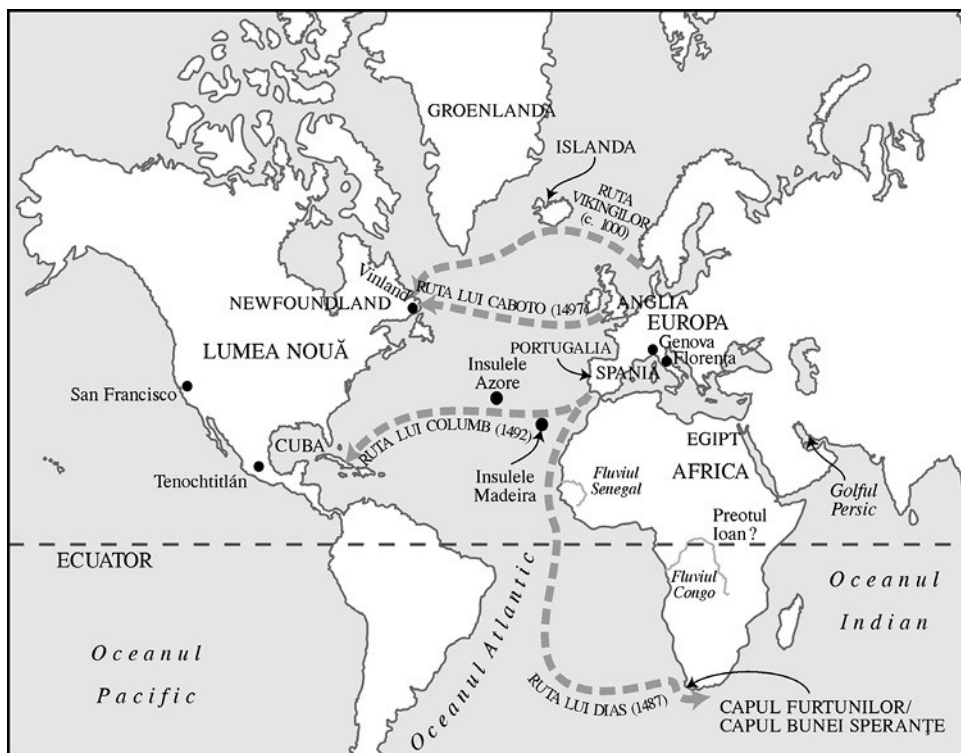 GROENLANDA
ISLANDA
RUTA
VIKINGILOR
(c. 1000)
Vinland
NEWFOUNDLAND
RUTA LUI CABOTO (1497)
ANGLIA
EUROPA
LUMEA NOUĂ
PORTUGALIA
Genova
Florența
SPANIA
Insulele
Azore
San Francisco
CUBA
RUTA LUI COLUMB (1492)
EGIPT
AFRICA
Tenochtitlán
Insulele
Madeira
Fluviul
Senegal
Golful
Persic
Preotul
Ioan ?
ECUATOR
Fluviul
Congo
Oceanul
Indian
Oceanul
Pacific
Oceanul Atlantic
RUTA LUI DIAS (1487)
CAPUL FURTUNILOR/
CAPUL BUNEI SPERANŢE